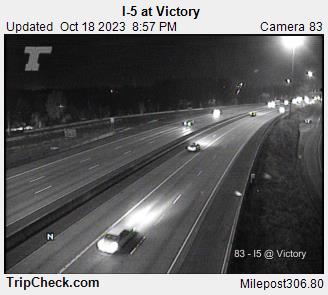 I-5 at Victory
Updated Oct 18 2023 8:57 PM Camera 83
T
N
83 - I5 @ Victory
TripCheck.com Milepost306.80